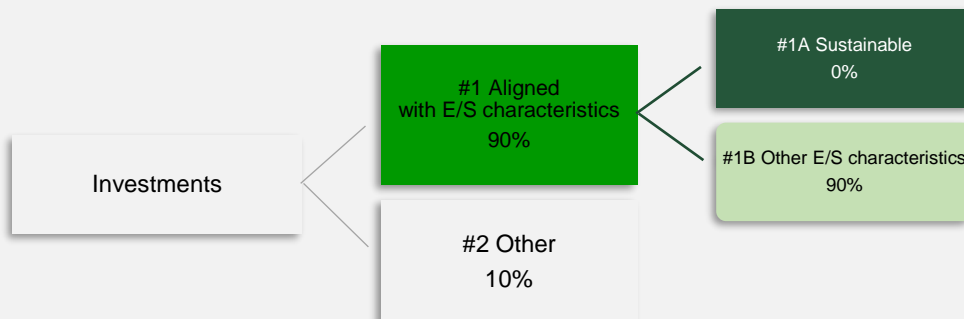 Investments
#1 Aligned
with E/S characteristics
90%
#2 Other
10%
#1A Sustainable
0%
#1B Other E/S characteristics
90%